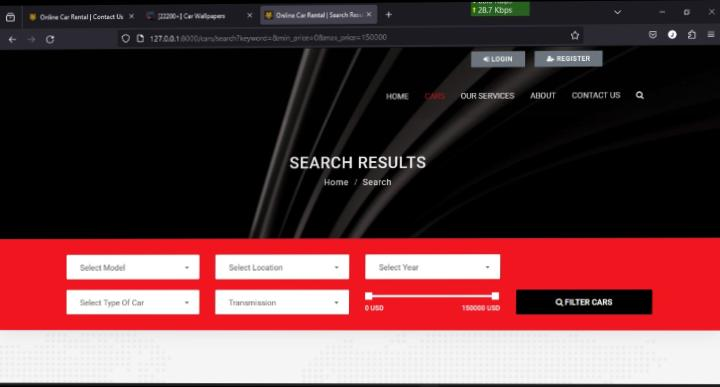 ↑ 28.7 Kbps
Online Car Rantal | Contact Us
[22200+] Car Wallpapers
Online Car Rantal | Search Resu
127.0.0.1:8000/cars/search?keyword=&min_price=0&max_price=150000
LOGIN
REGISTER
HOME
CARS
OUR SERVICES
ABOUT
CONTACT US
SEARCH RESULTS
Home / Search
Select Model
Select Location
Select Year
Select Type Of Car
Transmission
0 USD
150000 USD
FILTER CARS